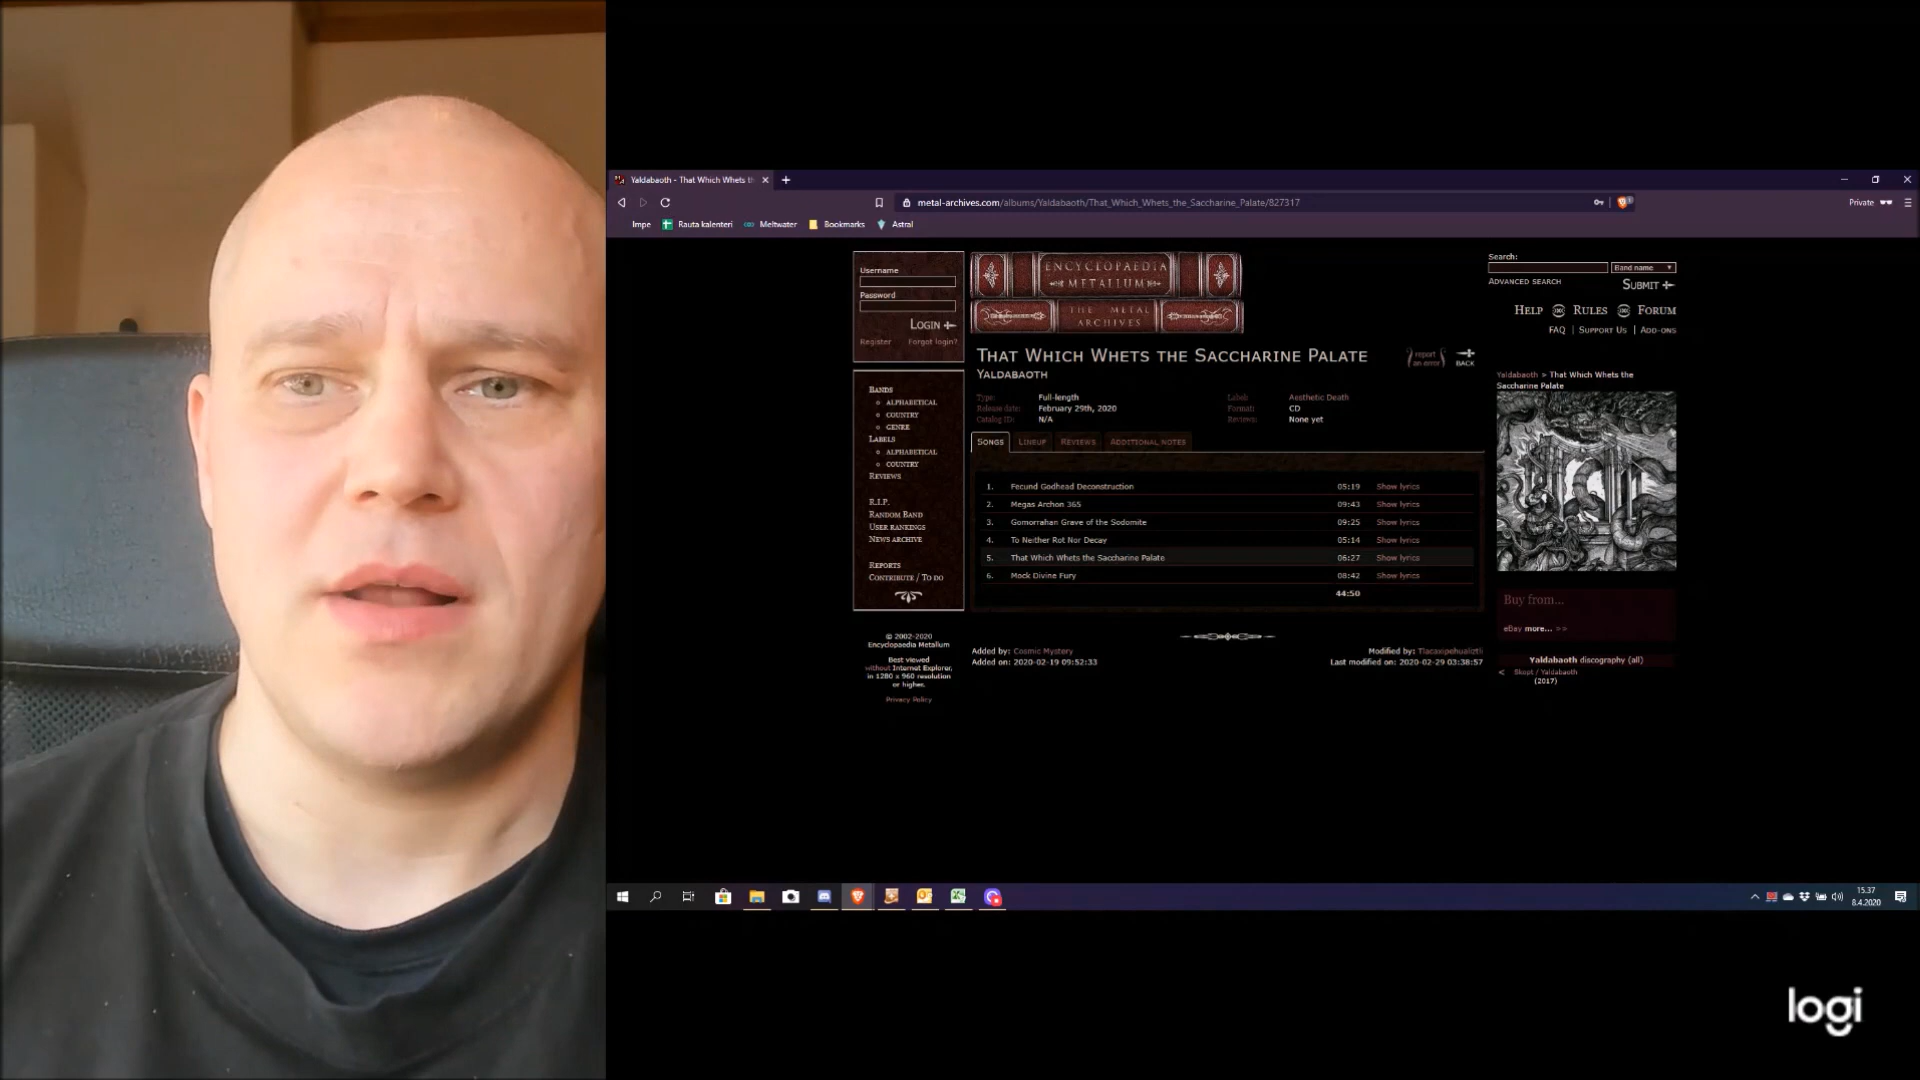 Yaldabaoth - That Which Whets th
metal-archives.com/albums/Yaldabaoth/That_Which_Whets_the_Saccharine_Palate/827317
Private
Impe
Rauta kalenteri
Meltwater
Bookmarks
Astral
Username
Password
LOGIN
Register
Forgot login?
ENCYCLOPAEDIA
METALLUM
THE METAL
ARCHIVES
Search:
Band name
ADVANCED SEARCH
SUBMIT
HELP
RULES
FORUM
FAQ | SUPPORT US | ADD-ONS
BANDS
ALPHABETICAL
COUNTRY
GENRE
LABELS
ALPHABETICAL
COUNTRY
REVIEWS
R.I.P.
RANDOM BAND
USER RANKINGS
NEWS ARCHIVE
REPORTS
CONTRIBUTE / TO DO
© 2002-2020
Encyclopaedia Metallum
Best viewed
without Internet Explorer,
in 1280 x 960 resolution
or higher.
Privacy Policy
THAT WHICH WHETS THE SACCHARINE PALATE
YALDABAOTH
report
an error
BACK
Type: Full-length
Release date: February 29th, 2020
Catalog ID: N/A
Label: Aesthetic Death
Format: CD
Reviews: None yet
SONGS
LINEUP
REVIEWS
ADDITIONAL NOTES
1. Fecund Godhead Deconstruction 05:19 Show lyrics
2. Megas Archon 365 09:43 Show lyrics
3. Gomorrahan Grave of the Sodomite 09:25 Show lyrics
4. To Neither Rot Nor Decay 05:14 Show lyrics
5. That Which Whets the Saccharine Palate 06:27 Show lyrics
6. Mock Divine Fury 08:42 Show lyrics
44:50
Added by: Cosmic Mystery
Added on: 2020-02-19 09:52:33
Modified by: Tlacaxipehualiztli
Last modified on: 2020-02-29 03:38:57
Yaldabaoth > That Which Whets the
Saccharine Palate
Buy from...
eBay more... >>
Yaldabaoth discography (all)
< Skopt / Yaldabaoth
(2017)
15.37
8.4.2020
logi